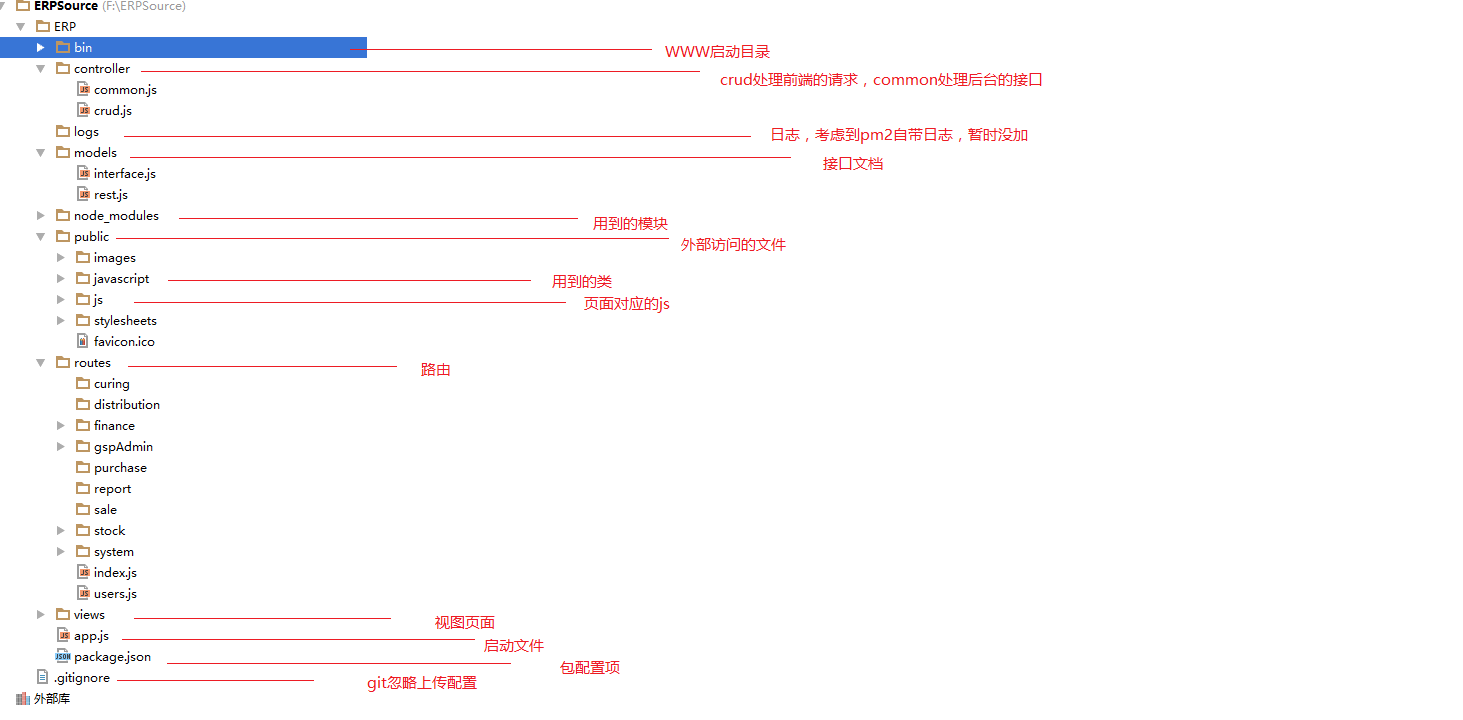 ERPSource (F:\ERPSource)
ERP
bin WWW启动目录
controller crud处理前端的请求，common处理后台的接口
common.js
crud.js
logs 日志，考虑到pm2自带日志，暂时没加
models 接口文档
interface.js
rest.js
node_modules 用到的模块
public 外部访问的文件
images
javascript 用到的类
js 页面对应的js
stylesheets
favicon.ico
routes 路由
curing
distribution
finance
gspAdmin
purchase
report
sale
stock
system
index.js
users.js
views 视图页面
app.js 启动文件
package.json 包配置项
.gitignore git忽略上传配置
外部库